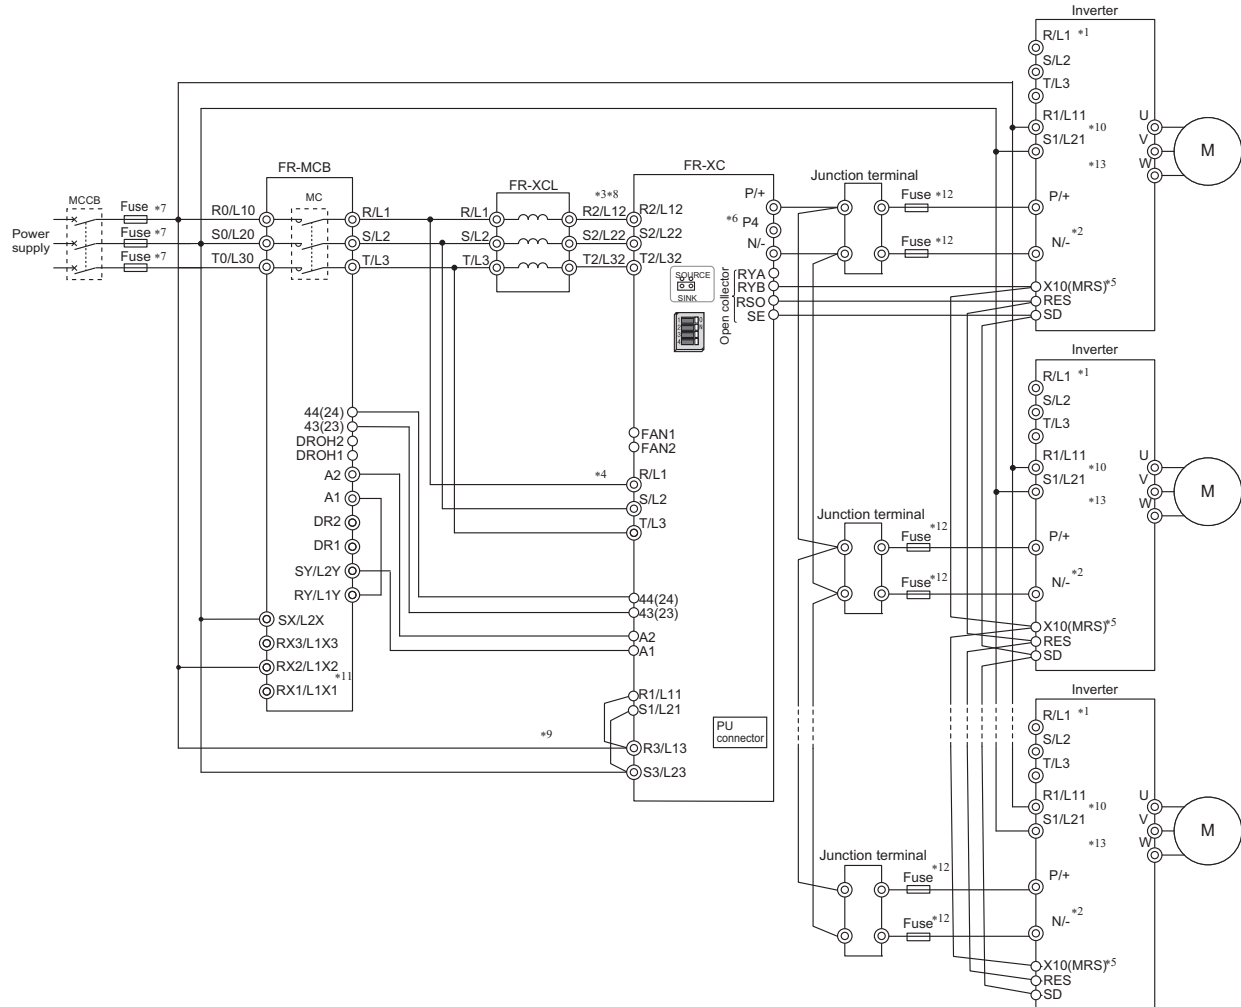 Inverter
R/L1 *1
S/L2
T/L3
R1/L11
*10
S1/L21
*13
U
V
W
M
P/+
N/- *2
X10(MRS)*5
RES
SD
MCCB
Fuse *7
Fuse *7
Fuse *7
Power
supply
FR-MCB
MC
R0/L10
S0/L20
T0/L30
R/L1
S/L2
T/L3
FR-XCL
R/L1
S/L2
T/L3
*3*8
R2/L12
S2/L22
T2/L32
FR-XC
R2/L12
S2/L22
T2/L32
P/+
*6 P4
N/-
SOURCE
SINK
Open collector
RYA
RYB
RSO
SE
1
2
3
4
O
N
Junction terminal
Fuse *12
Fuse *12
44(24)
43(23)
DROH2
DROH1
A2
A1
DR2
DR1
SY/L2Y
RY/L1Y
SX/L2X
RX3/L1X3
RX2/L1X2
*11
RX1/L1X1
FAN1
FAN2
*4
R/L1
S/L2
T/L3
44(24)
43(23)
A2
A1
R1/L11
S1/L21
*9
R3/L13
S3/L23
PU
connector
Inverter
R/L1 *1
S/L2
T/L3
R1/L11
*10
S1/L21
*13
U
V
W
M
Junction terminal
Fuse*12
Fuse*12
P/+
N/-*2
X10(MRS)*5
RES
SD
Inverter
R/L1 *1
S/L2
T/L3
R1/L11
*10
S1/L21
*13
U
V
W
M
Junction terminal
Fuse*12
Fuse*12
P/+
N/-*2
X10(MRS)*5
RES
SD